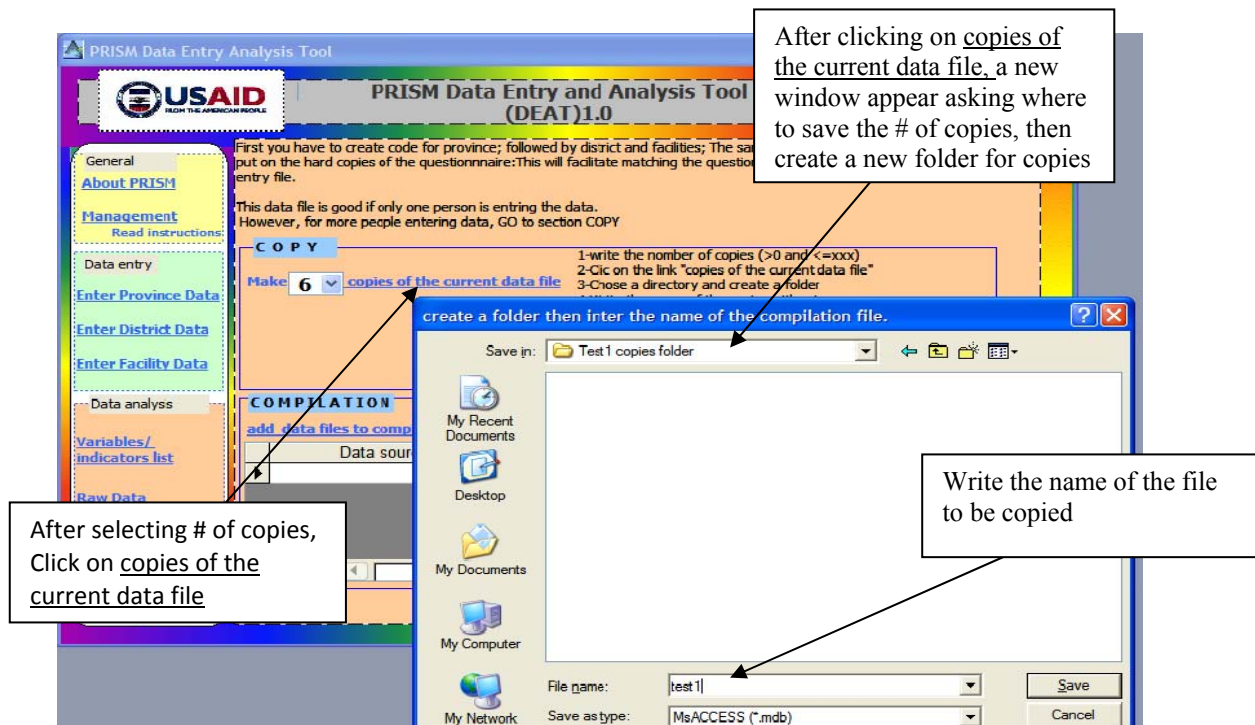 PRISM Data Entry Analysis Tool
USAID
FROM THE AMERICAN PEOPLE
PRISM Data Entry and Analysis Tool
(DEAT)1.0
After clicking on copies of
the current data file, a new
window appear asking where
to save the # of copies, then
create a new folder for copies
General
About PRISM
Management
Read instructions
Data entry
Enter Province Data
Enter District Data
Enter Facility Data
Data analysis
Variables/
indicators list
Raw Data
First you have to create code for province; followed by district and facilities; The sa
put on the hard copies of the questionnnaire:This will facilitate matching the question
entry file.
This data file is good if only one person is entring the data.
However, for more people entering data, GO to section COPY
COPY
Make 6 copies of the current data file
1-write the nomber of copies (>0 and <=xxx)
2-Clic on the link "copies of the current data file"
3-Chose a directory and create a folder
COMPILATION
add data files to comp
Data sour
After selecting # of copies,
Click on copies of the
current data file
create a folder then inter the name of the compilation file.
Save in: Test1 copies folder
My Recent
Documents
Desktop
My Documents
My Computer
My Network
Write the name of the file
to be copied
File name: test1 Save
Save as type: MsACCESS (*.mdb) Cancel